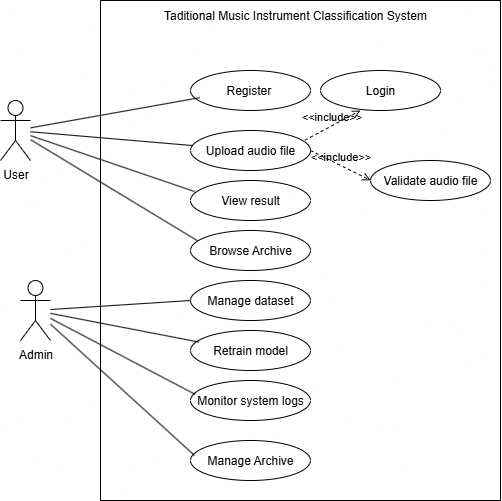 Taditional Music Instrument Classification System
Register
Login
<<include>>
Upload audio file
<<include>>
User
Validate audio file
View result
Browse Archive
Manage dataset
Admin
Retrain model
Monitor system logs
Manage Archive